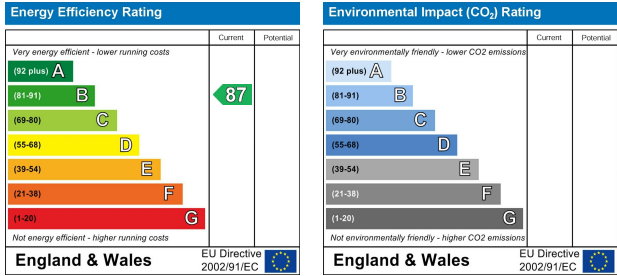 Energy Efficiency Rating
Current Potential
Very energy efficient - lower running costs
(92 plus) A
(81-91) B
87
(69-80) C
(55-68) D
(39-54) E
(21-38) F
(1-20) G
Not energy efficient - higher running costs
England & Wales
EU Directive
2002/91/EC
Environmental Impact (CO2) Rating
Current Potential
Very environmentally friendly - lower CO2 emissions
(92 plus) A
(81-91) B
(69-80) C
(55-68) D
(39-54) E
(21-38) F
(1-20) G
Not environmentally friendly - higher CO2 emissions
England & Wales
EU Directive
2002/91/EC